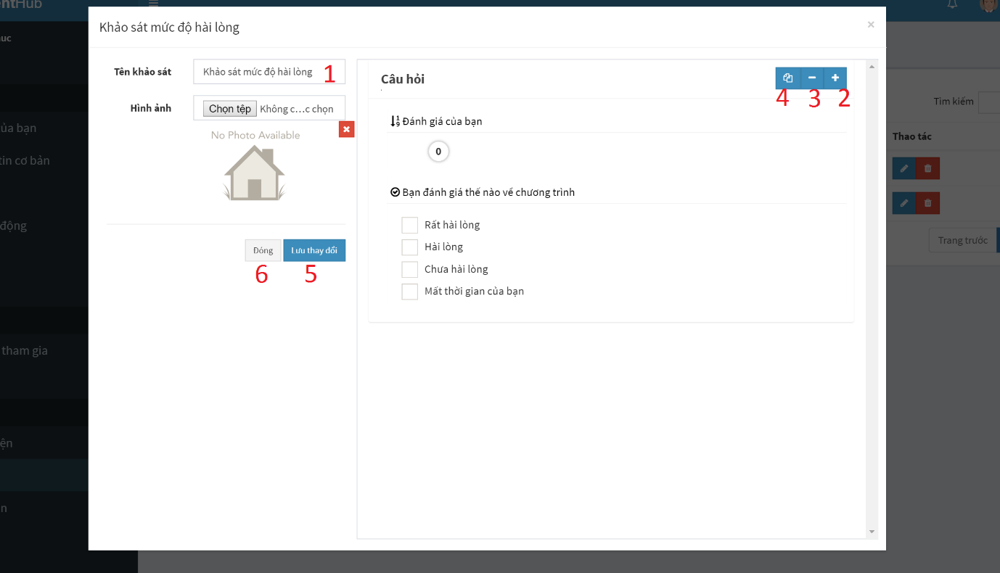 Hub
Khảo sát mức độ hài lòng
×
Tên khảo sát
Khảo sát mức độ hài lòng
1
Hình ảnh
Chọn tệp
Không c...c chọn
No Photo Available
Đóng
Lưu thay đổi
6
5
Câu hỏi
4
3
2
Đánh giá của bạn
0
Bạn đánh giá thế nào về chương trình
Rất hài lòng
Hài lòng
Chưa hài lòng
Mất thời gian của bạn
Tìm kiếm
Thao tác
Trang trước
ủa bạn
tin cơ bản
động
tham gia
ện
n